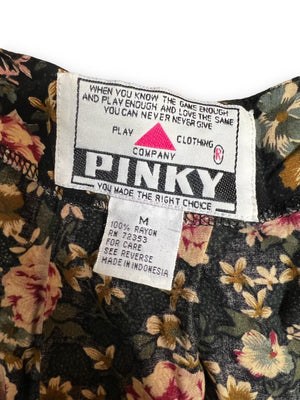 WHEN YOU KNOW THE GAME ENOUGH
AND PLAY ENOUGH AND LOVE THE SAME
YOU CAN NEVER NEVER GIVE
PLAY CLOTHING ®
COMPANY
PINKY
YOU MADE THE RIGHT CHOICE
M
100% RAYON
RN 72353
FOR CARE
SEE REVERSE
MADE IN INDONESIA